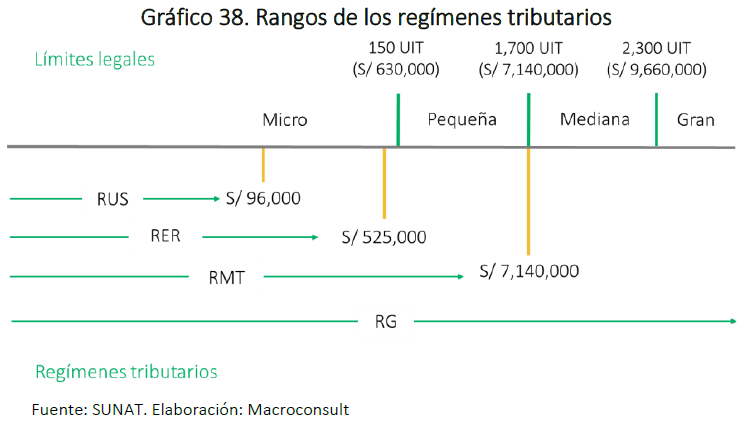 Gráfico 38. Rangos de los regímenes tributarios
Límites legales
150 UIT
(S/ 630,000)
1,700 UIT
(S/ 7,140,000)
2,300 UIT
(S/ 9,660,000)
Micro
Pequeña
Mediana
Gran
RUS
S/ 96,000
RER
S/ 525,000
RMT
S/ 7,140,000
RG
Regímenes tributarios
Fuente: SUNAT. Elaboración: Macroconsult